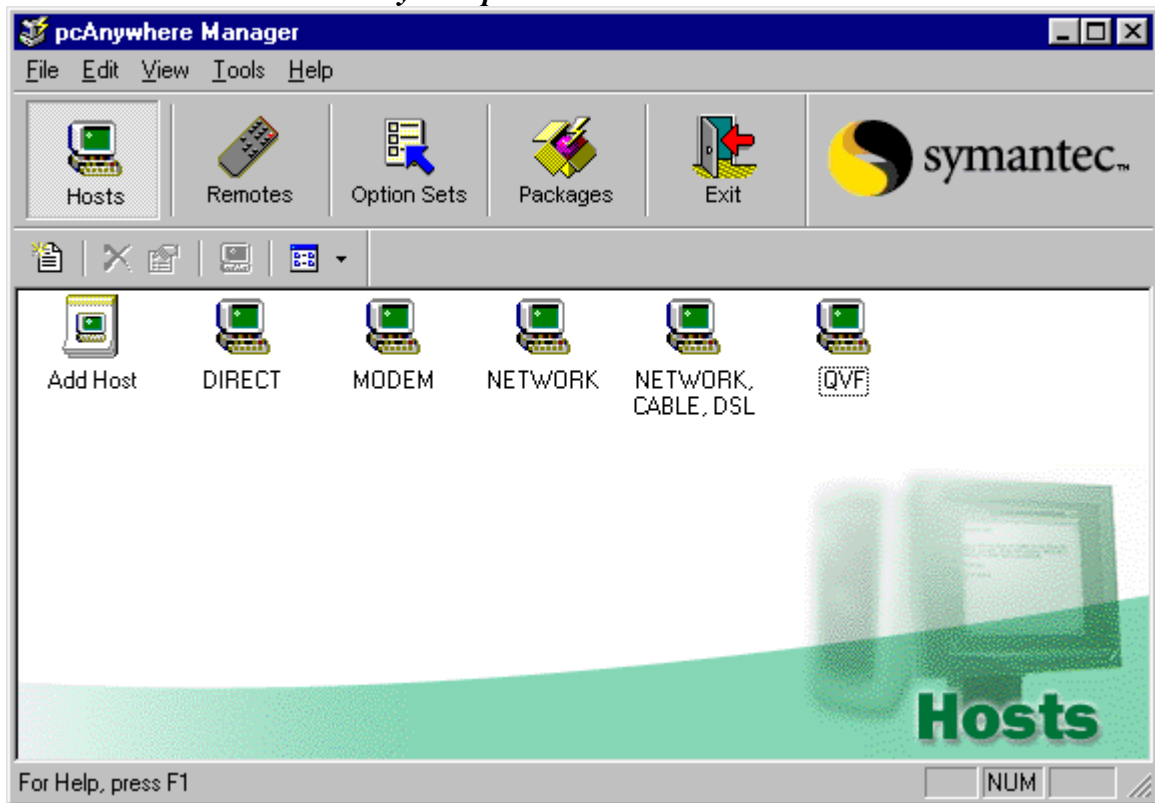 pcAnywhere Manager
File Edit View Tools Help
Hosts Remotes Option Sets Packages Exit symantec™
Add Host DIRECT MODEM NETWORK NETWORK, QVF
CABLE, DSL
Hosts
For Help, press F1 NUM